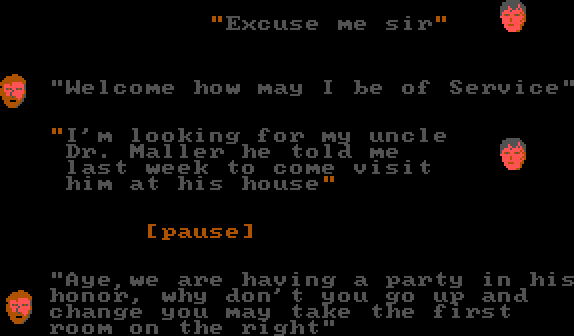 "Excuse me sir"
"Welcome how may I be of Service"
"I'm looking for my uncle
Dr. Maller he told me
last week to come visit
him at his house"
[pause]
"Aye,we are having a party in his
honor, why don't you go up and
change you may take the first
room on the right"